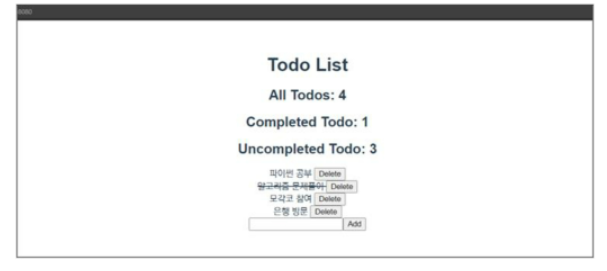 8080
Todo List
All Todos: 4
Completed Todo: 1
Uncompleted Todo: 3
파이썬 공부 Delete
알고리즘 문제풀이 Delete
모각코 참여 Delete
은행 방문 Delete
Add